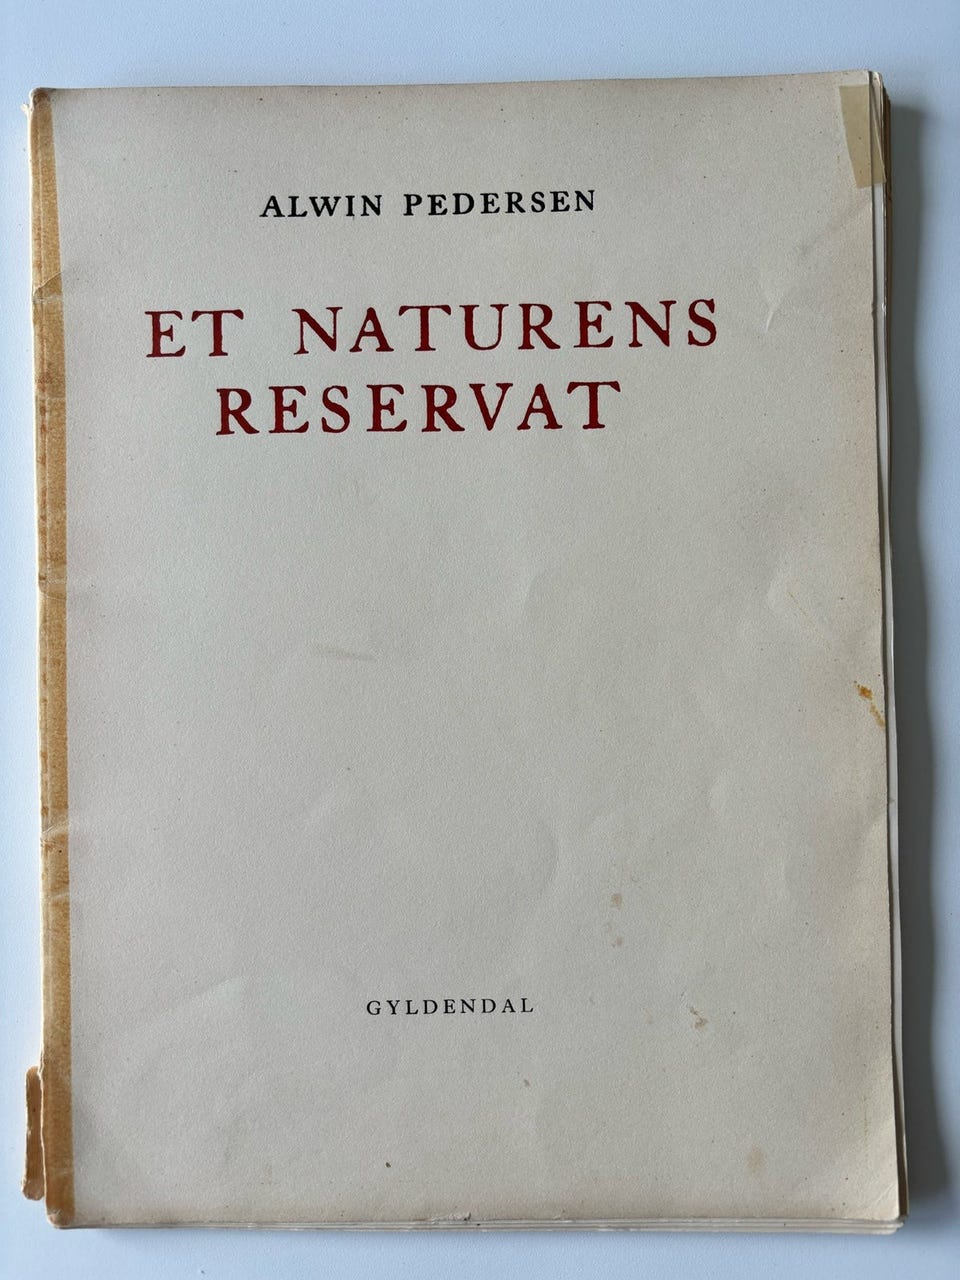 ALWIN PEDERSEN
ET NATURENS
RESERVAT
GYLDENDAL